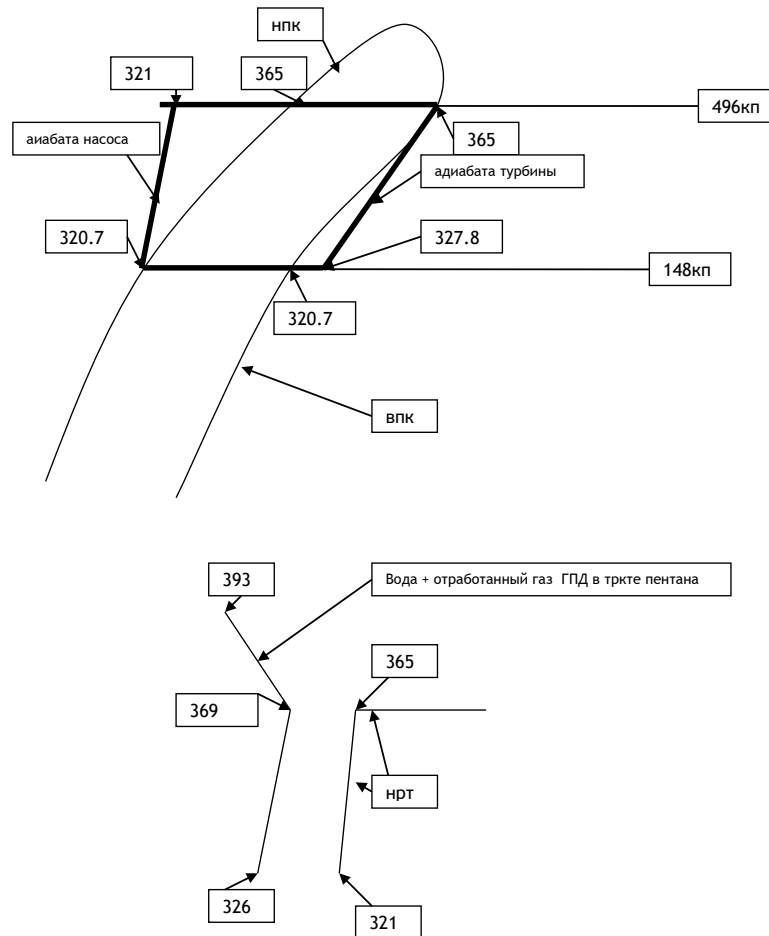 нпк
321
365
496кп
аиабата насоса
365
адиабата турбины
320.7
327.8
148кп
320.7
впк
393
Вода + отработанный газ ГПД в тркте пентана
365
369
нрт
326
321